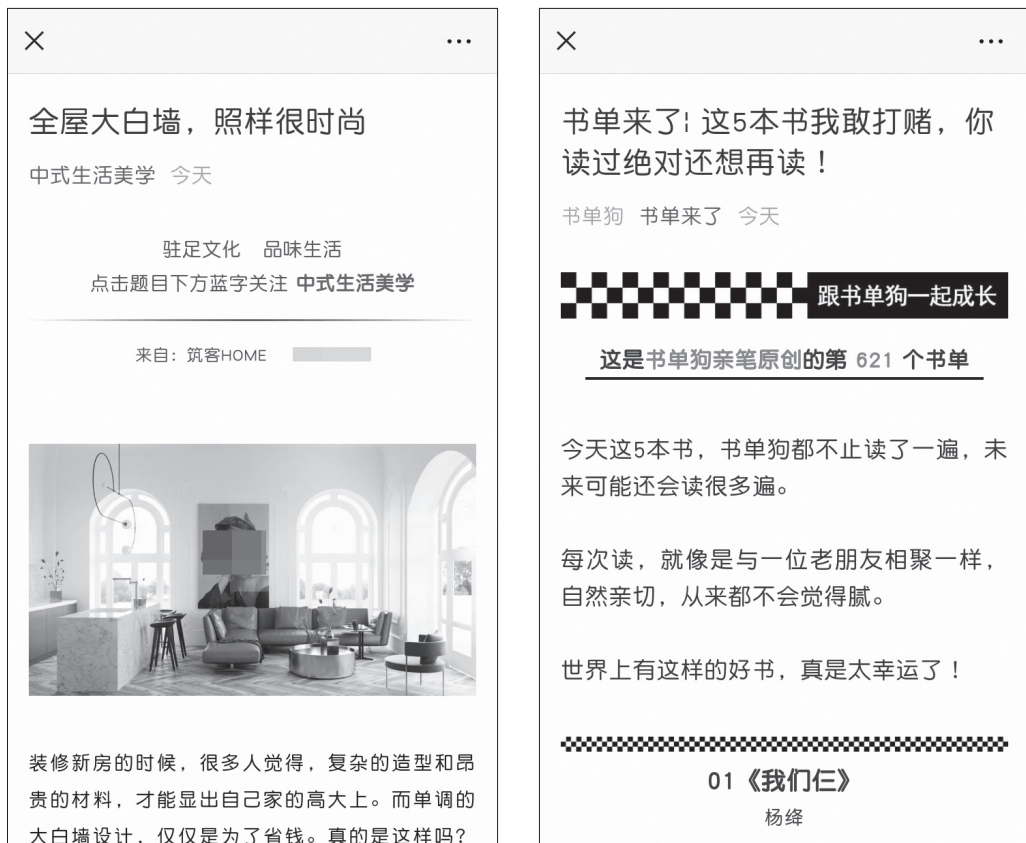 全屋大白墙，照样很时尚
中式生活美学 今天
驻足文化 品味生活
点击题目下方蓝字关注 中式生活美学
来自：筑客HOME
装修新房的时候，很多人觉得，复杂的造型和昂
贵的材料，才能显出自己家的高大上。而单调的
大白墙设计，仅仅是为了省钱。真的是这样吗？
书单来了¦ 这5本书我敢打赌，你
读过绝对还想再读！
书单狗 书单来了 今天
跟书单狗一起成长
这是书单狗亲笔原创的第 621 个书单
今天这5本书，书单狗都不止读了一遍，未
来可能还会读很多遍。
每次读，就像是与一位老朋友相聚一样，
自然亲切，从来都不会觉得腻。
世界上有这样的好书，真是太幸运了！
01《我们仨》
杨绛